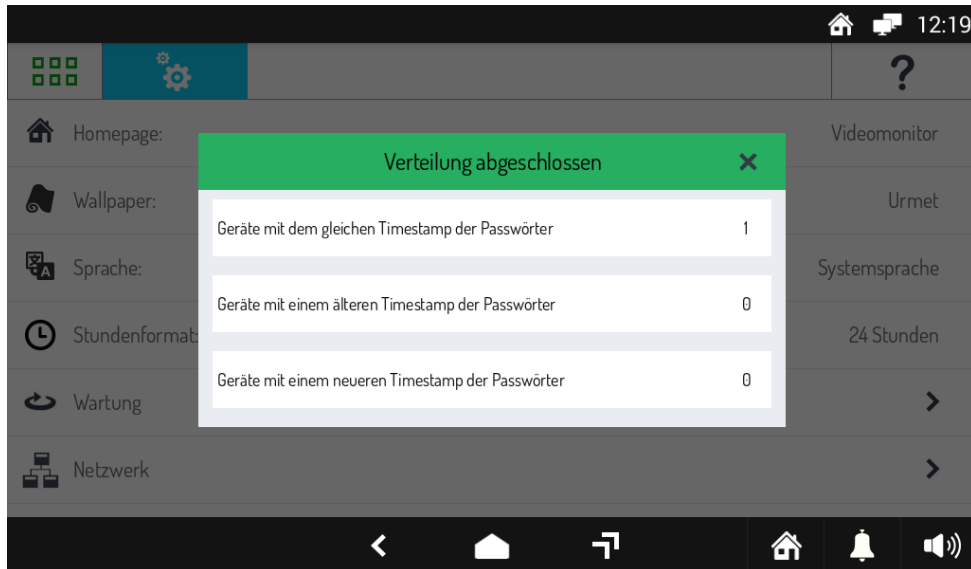 12:19
?
Homepage:
Videomonitor
Verteilung abgeschlossen
Wallpaper:
Urmet
Geräte mit dem gleichen Timestamp der Passwörter 1
Sprache:
Systemsprache
Geräte mit einem älteren Timestamp der Passwörter 0
Stundenformat:
24 Stunden
Geräte mit einem neueren Timestamp der Passwörter 0
Wartung
Netzwerk